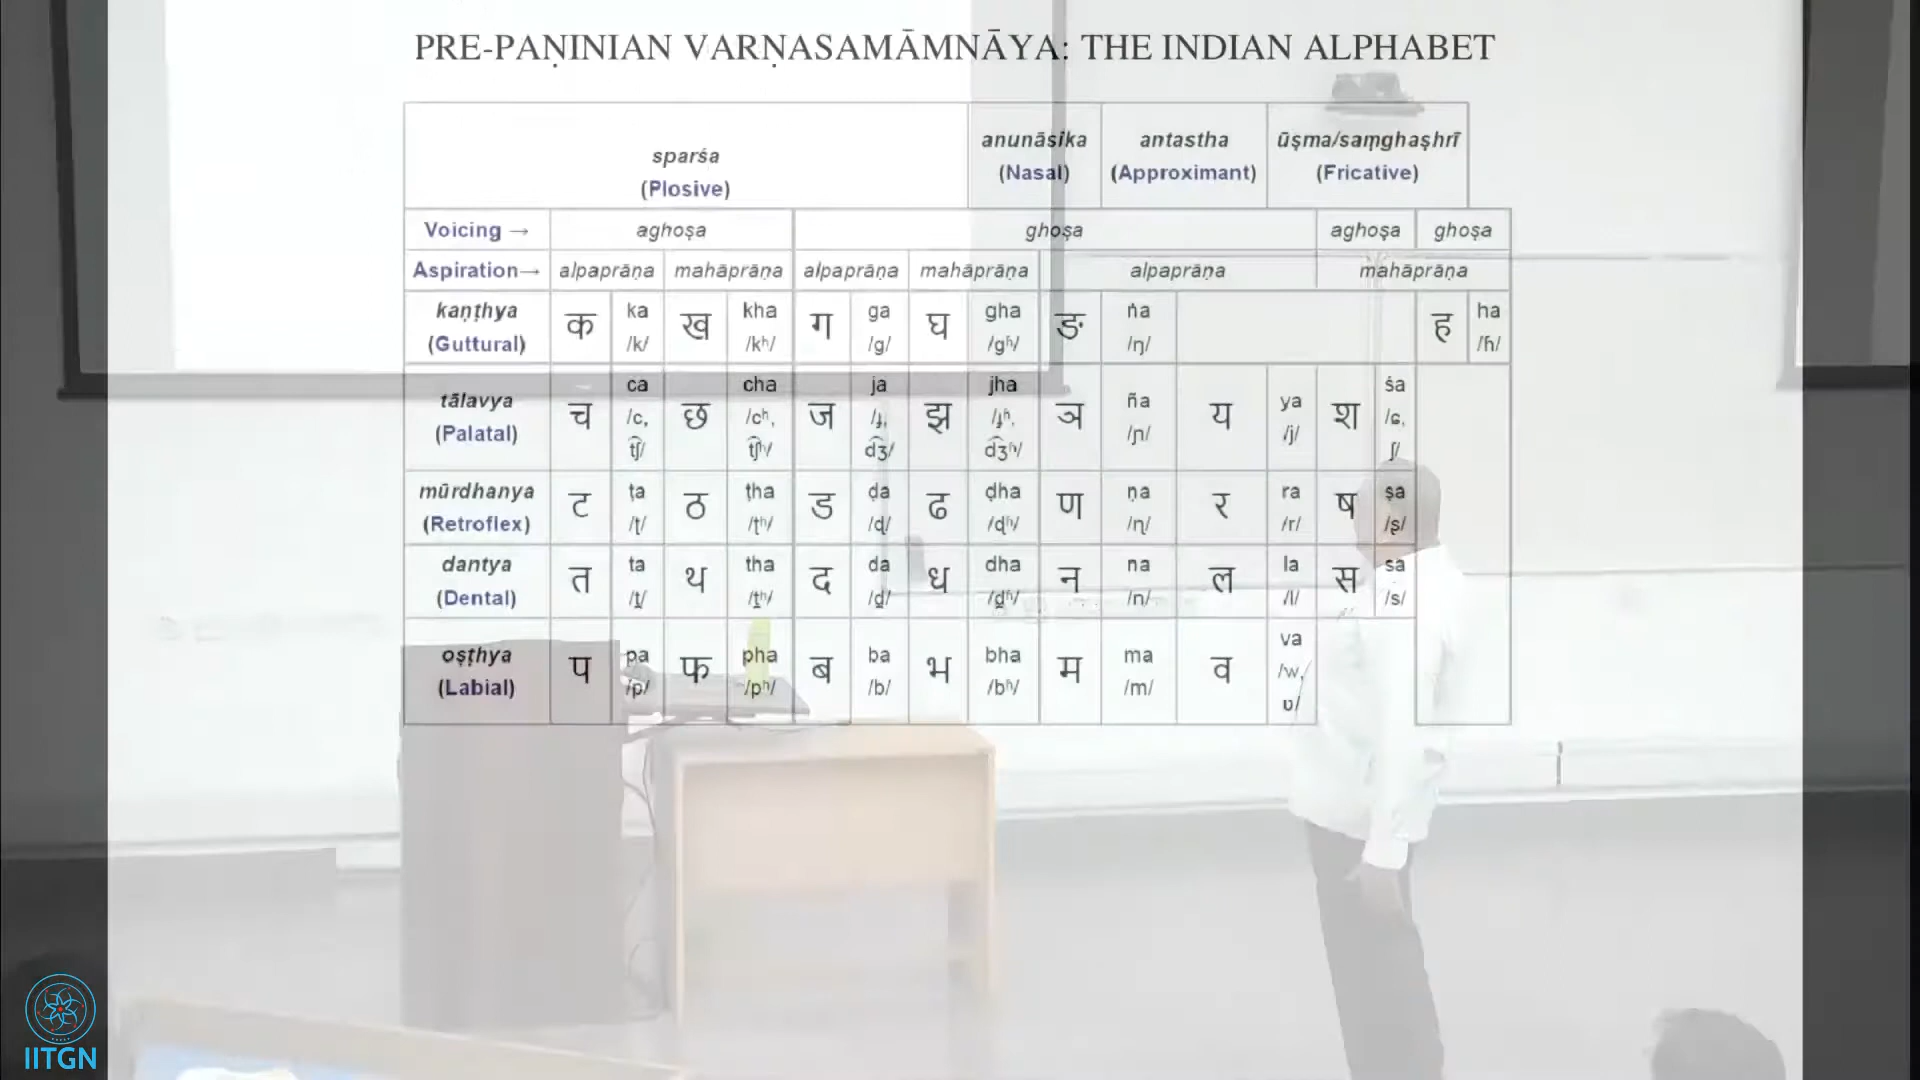 PRE-PAṆINIAN VARṆASAMĀMNĀYA: THE INDIAN ALPHABET
sparśa (Plosive) anunāsika (Nasal) antastha (Approximant) ūṣma/saṃghaṣhrī (Fricative)
Voicing → aghoṣa ghoṣa aghoṣa ghoṣa
Aspiration→ alpaprāṇa mahāprāṇa alpaprāṇa mahāprāṇa alpaprāṇa mahāprāṇa
kaṇṭhya (Guttural) क ka /k/ ख kha /kʰ/ ग ga /g/ घ gha /gʱ/ ङ ṅa /ŋ/ ह ha /ɦ/
tālavya (Palatal) च ca /c, t͡ʃ/ छ cha /cʰ, t͡ʃʰ/ ज ja /ɟ, d͡ʒ/ झ jha /ɟʱ, d͡ʒʱ/ ञ ña /ɲ/ य ya /j/ श śa /ɕ, ʃ/
mūrdhanya (Retroflex) ट ṭa /ʈ/ ठ ṭha /ʈʰ/ ड ḍa /ɖ/ ढ ḍha /ɖʱ/ ण ṇa /ɳ/ र ra /r/ ष ṣa /ʂ/
dantya (Dental) त ta /t̪/ थ tha /t̪ʰ/ द da /d̪/ ध dha /d̪ʱ/ न na /n/ ल la /l/ स sa /s/
oṣṭhya (Labial) प pa /p/ फ pha /pʰ/ ब ba /b/ भ bha /bʱ/ म ma /m/ व va /w, ʋ/
IITGN